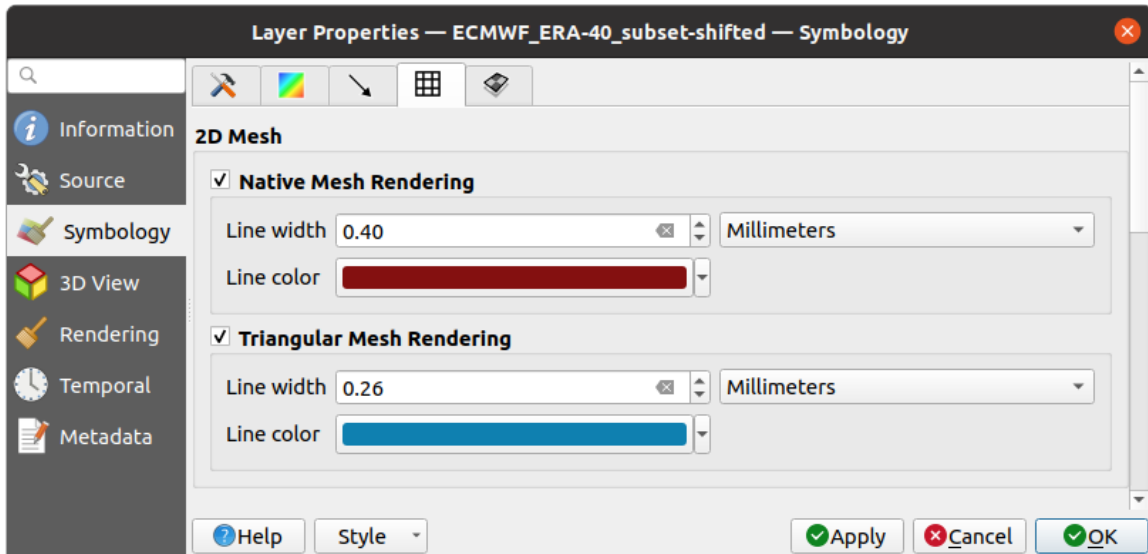 Layer Properties — ECMWF_ERA-40_subset-shifted — Symbology
Information
Source
Symbology
3D View
Rendering
Temporal
Metadata
2D Mesh
Native Mesh Rendering
Line width 0.40 Millimeters
Line color
Triangular Mesh Rendering
Line width 0.26 Millimeters
Line color
Help Style Apply Cancel OK